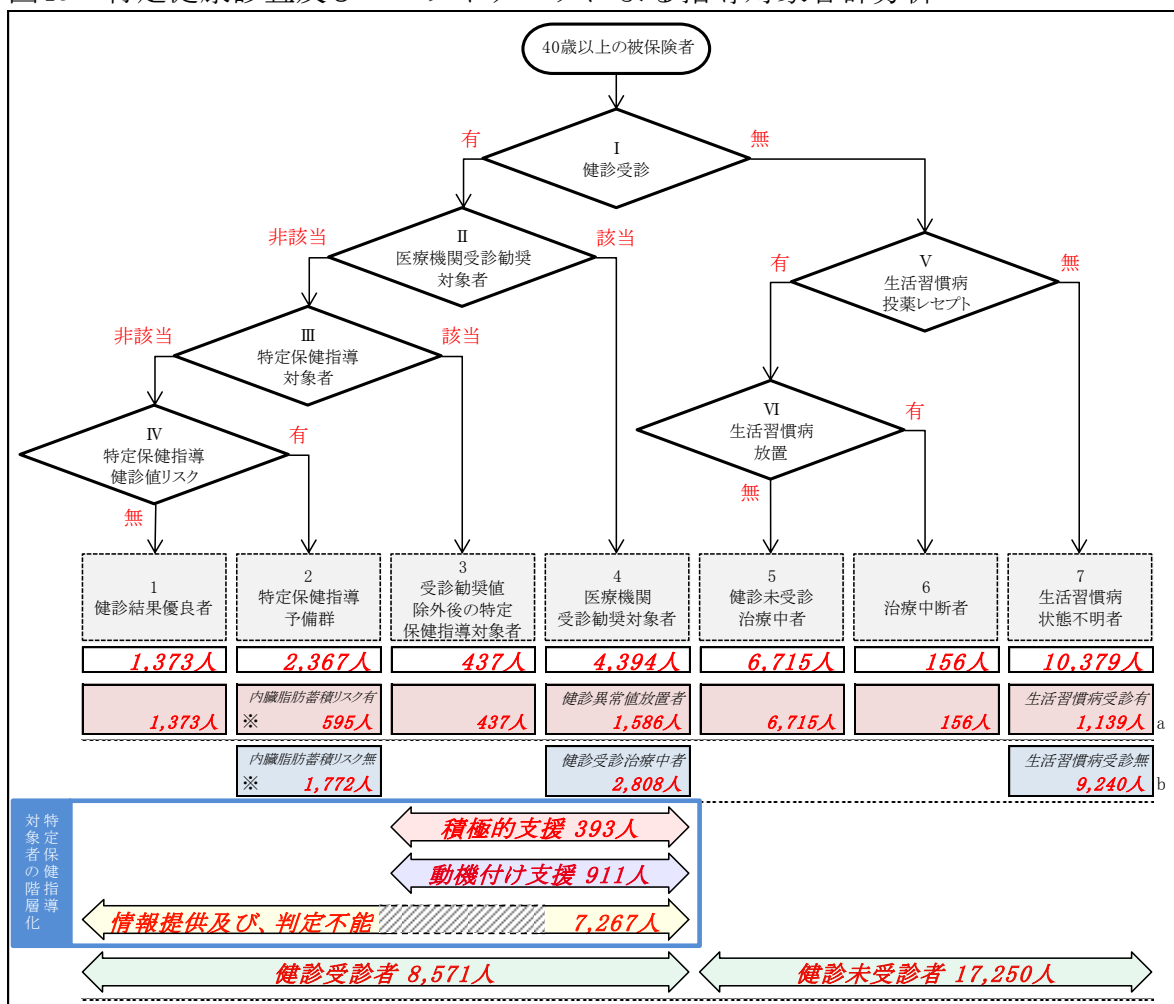 40歳以上の被保険者
Ⅰ
健診受診
有
無
Ⅱ
医療機関受診勧奨
対象者
非該当
該当
Ⅴ
生活習慣病
投薬レセプト
有
無
Ⅲ
特定保健指導
対象者
非該当
該当
Ⅵ
生活習慣病
放置
有
無
Ⅳ
特定保健指導
健診値リスク
有
無
1
健診結果優良者
2
特定保健指導
予備群
3
受診勧奨値
除外後の特定
保健指導対象者
4
医療機関
受診勧奨対象者
5
健診未受診
治療中者
6
治療中断者
7
生活習慣病
状態不明者
1,373人
2,367人
437人
4,394人
6,715人
156人
10,379人
1,373人
内臓脂肪蓄積リスク有
※ 595人
437人
健診異常値放置者
1,586人
6,715人
156人
生活習慣病受診有
1,139人
a
内臓脂肪蓄積リスク無
※ 1,772人
健診受診治療中者
2,808人
生活習慣病受診無
9,240人
b
特定保健指導
対象者の階層化
積極的支援 393人
動機付け支援 911人
情報提供及び、判定不能 7,267人
健診受診者 8,571人
健診未受診者 17,250人